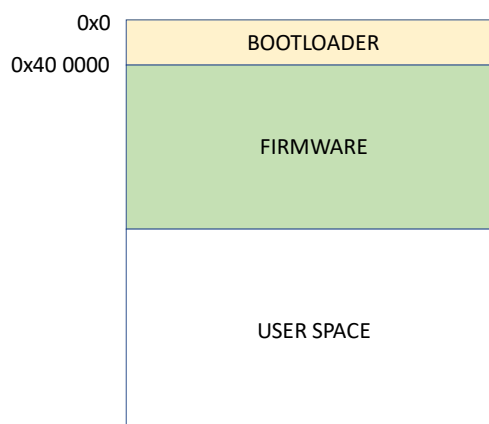 0x0
BOOTLOADER
0x40 0000
FIRMWARE
USER SPACE